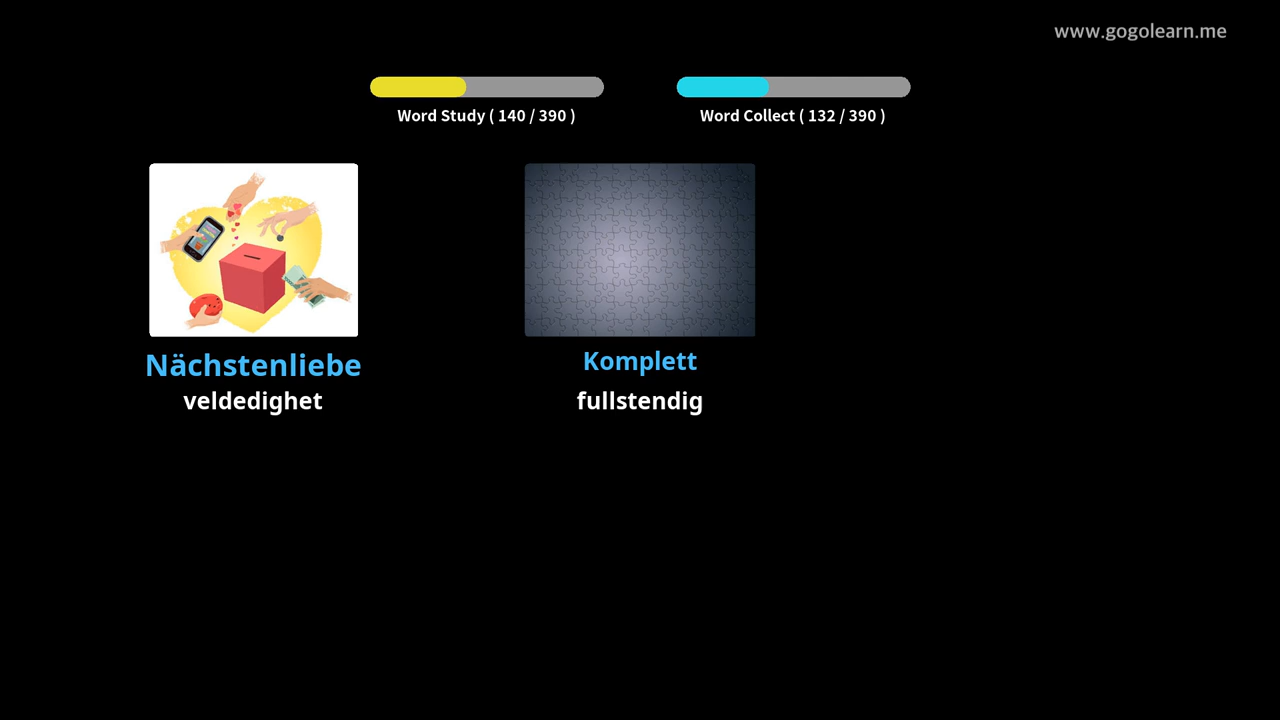 www.gogolearn.me
Word Study ( 140 / 390 )
Word Collect ( 132 / 390 )
Nächstenliebe
veldedighet
Komplett
fullstendig